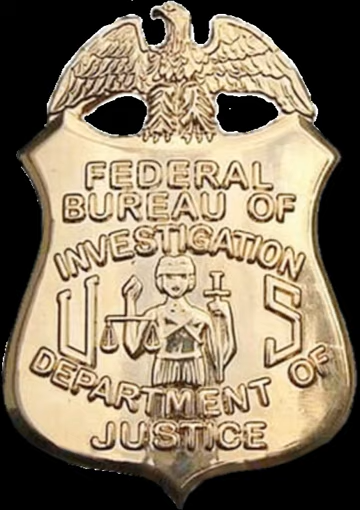 FEDERAL
BUREAU OF
INVESTIGATION
U S
DEPARTMENT OF
JUSTICE